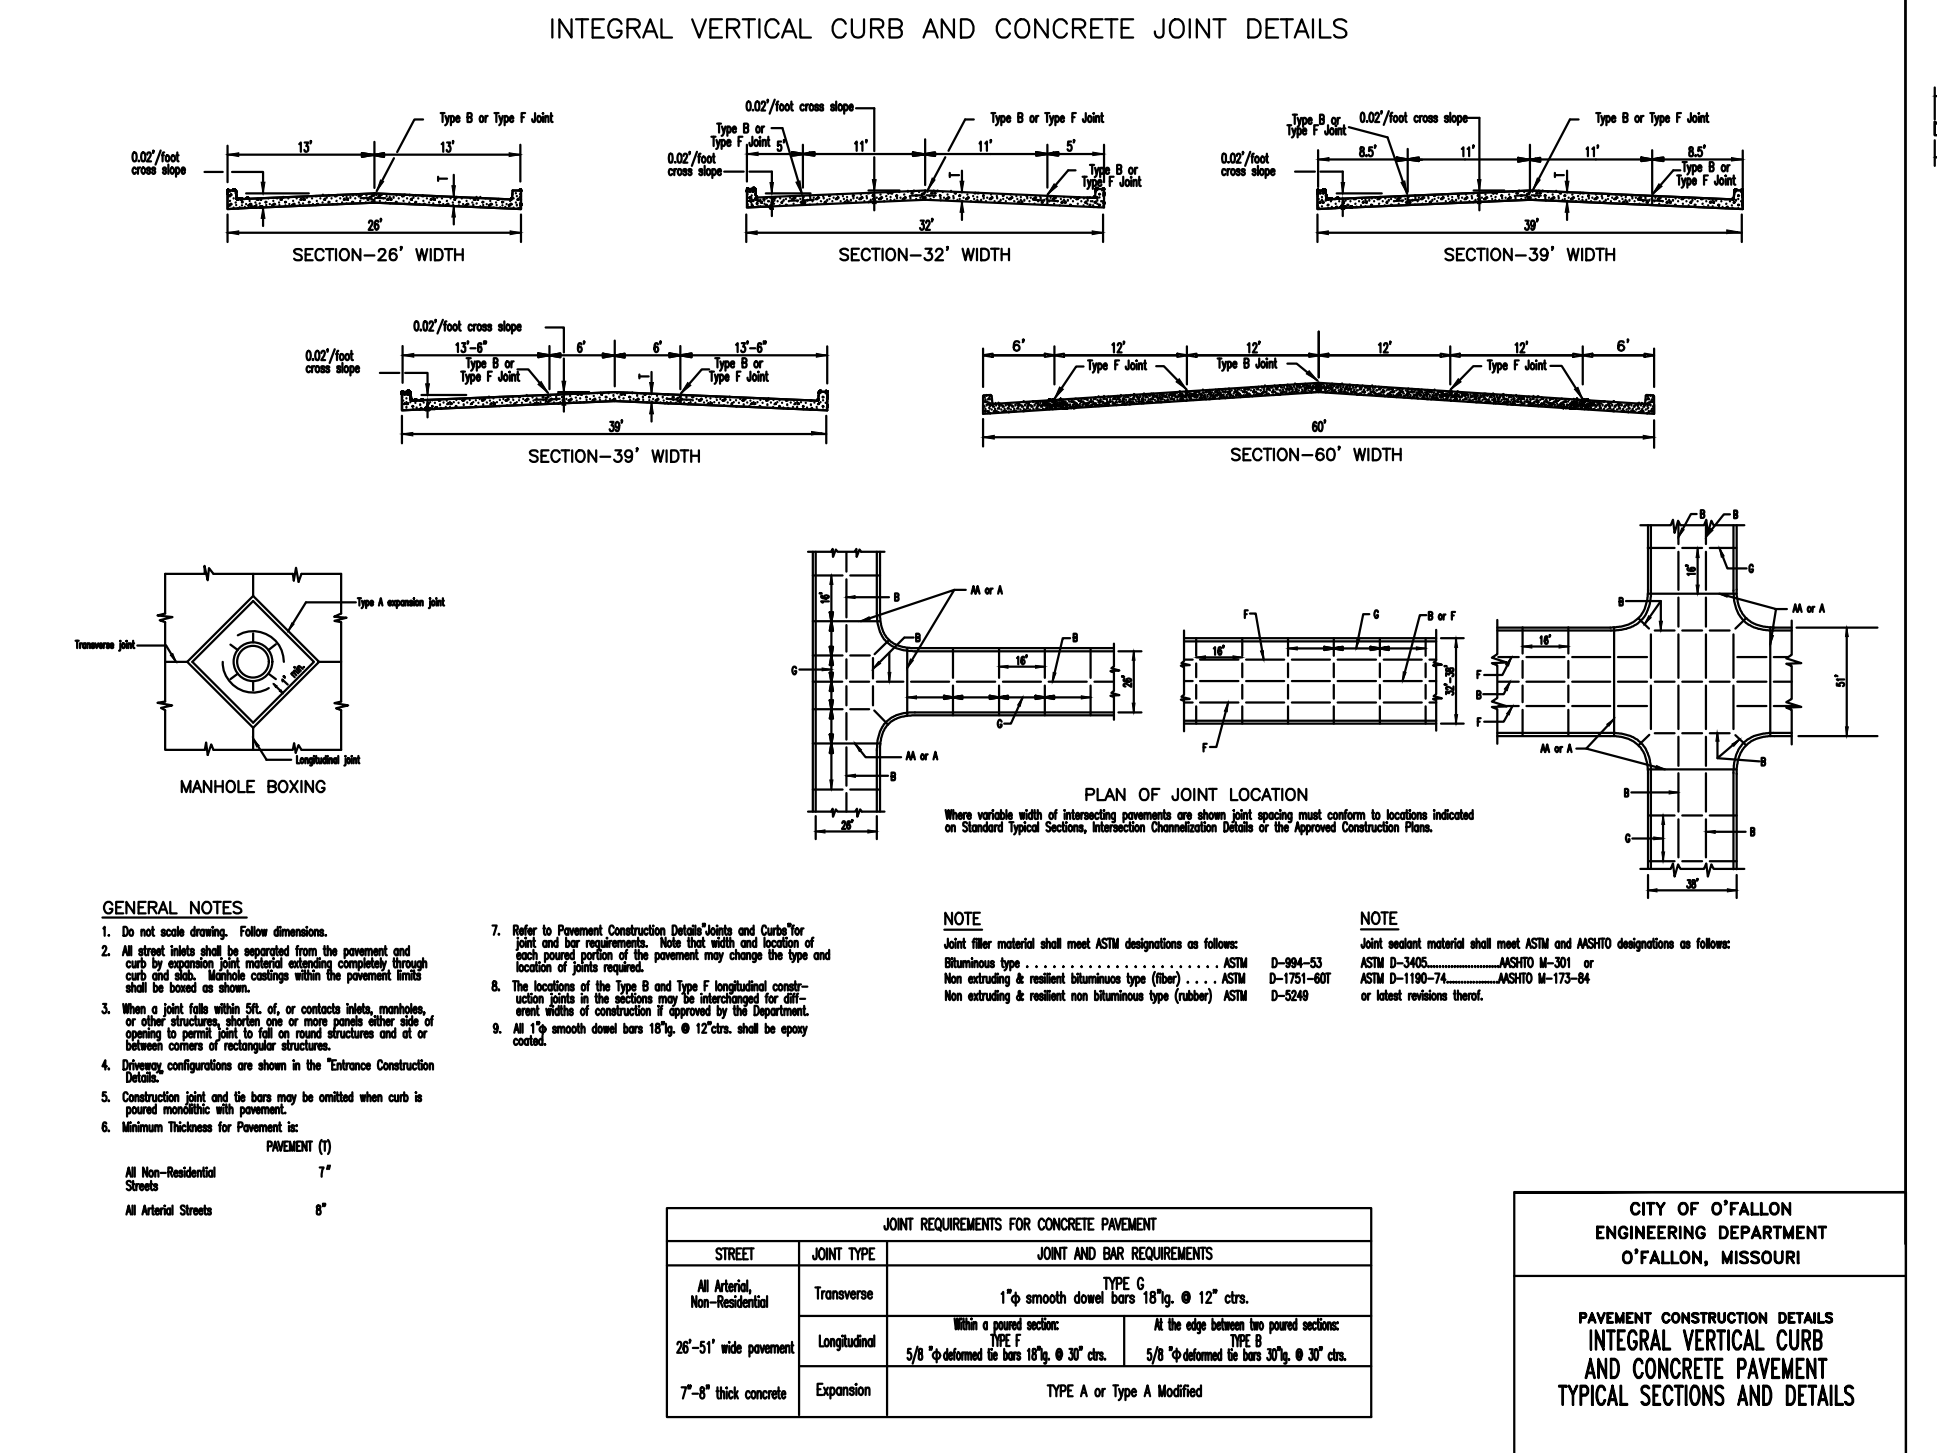 INTEGRAL VERTICAL CURB AND CONCRETE JOINT DETAILS
0.02'/foot
cross slope
13'
13'
Type B or Type F Joint
T
26'
SECTION-26' WIDTH
0.02'/foot cross slope
Type B or
Type F Joint
0.02'/foot
cross slope
5'
11'
11'
5'
Type B or Type F Joint
Type B or
Type F Joint
T
32'
SECTION-32' WIDTH
Type B or
Type F Joint
0.02'/foot cross slope
0.02'/foot
cross slope
8.5'
11'
11'
8.5'
Type B or Type F Joint
Type B or
Type F Joint
T
39'
SECTION-39' WIDTH
0.02'/foot cross slope
0.02'/foot
cross slope
13'-6"
6'
6'
13'-6"
Type B or
Type F Joint
Type B or
Type F Joint
T
39'
SECTION-39' WIDTH
6'
12'
12'
12'
12'
6'
Type F Joint
Type B Joint
Type F Joint
60'
SECTION-60' WIDTH
Type A expansion joint
Transverse joint
1' min.
Longitudinal joint
MANHOLE BOXING
16'
B
AA or A
B
B
G
16'
26'
G
AA or A
B
26'
F
G
B or F
16'
32'-38'
F
B
B
16'
G
B
AA or A
16'
F
B
F
51'
AA or A
B
B
B
G
38'
PLAN OF JOINT LOCATION
Where variable width of intersecting pavements are shown joint spacing must conform to locations indicated
on Standard Typical Sections, Intersection Channelization Details or the Approved Construction Plans.
GENERAL NOTES
1. Do not scale drawing. Follow dimensions.
2. All street inlets shall be separated from the pavement and
curb by expansion joint material extending completely through
curb and slab. Manhole castings within the pavement limits
shall be boxed as shown.
3. When a joint falls within 5ft. of, or contacts inlets, manholes,
or other structures, shorten one or more panels either side of
opening to permit joint to fall on round structures and at or
between corners of rectangular structures.
4. Driveway configurations are shown in the "Entrance Construction
Details."
5. Construction joint and tie bars may be omitted when curb is
poured monolithic with pavement.
6. Minimum Thickness for Pavement is:
PAVEMENT (T)
All Non-Residential 7"
Streets
All Arterial Streets 8"
7. Refer to Pavement Construction Details"Joints and Curbs"for
joint and bar requirements. Note that width and location of
each poured portion of the pavement may change the type and
location of joints required.
8. The locations of the Type B and Type F longitudinal constr-
uction joints in the sections may be interchanged for diff-
erent widths of construction if approved by the Department.
9. All 1"ϕ smooth dowel bars 18"lg. @ 12"ctrs. shall be epoxy
coated.
NOTE
Joint filler material shall meet ASTM designations as follows:
Bituminous type . . . . . . . . . . . . . . . . . . . . . . ASTM D-994-53
Non extruding & resilient bituminuos type (fiber) . . . . ASTM D-1751-60T
Non extruding & resilient non bituminous type (rubber) ASTM D-5249
NOTE
Joint sealant material shall meet ASTM and AASHTO designations as follows:
ASTM D-3405.........................AASHTO M-301 or
ASTM D-1190-74..................AASHTO M-173-84
or latest revisions therof.
JOINT REQUIREMENTS FOR CONCRETE PAVEMENT
STREET JOINT TYPE JOINT AND BAR REQUIREMENTS
All Arterial,
Non-Residential
26'-51' wide pavement
7"-8" thick concrete
Transverse
TYPE G
1"ϕ smooth dowel bars 18"lg. @ 12" ctrs.
Longitudinal
Within a poured section:
TYPE F
5/8 "ϕ deformed tie bars 18"lg. @ 30" ctrs.
At the edge between two poured sections:
TYPE B
5/8 "ϕ deformed tie bars 30"lg. @ 30" ctrs.
Expansion
TYPE A or Type A Modified
CITY OF O'FALLON
ENGINEERING DEPARTMENT
O'FALLON, MISSOURI
PAVEMENT CONSTRUCTION DETAILS
INTEGRAL VERTICAL CURB
AND CONCRETE PAVEMENT
TYPICAL SECTIONS AND DETAILS